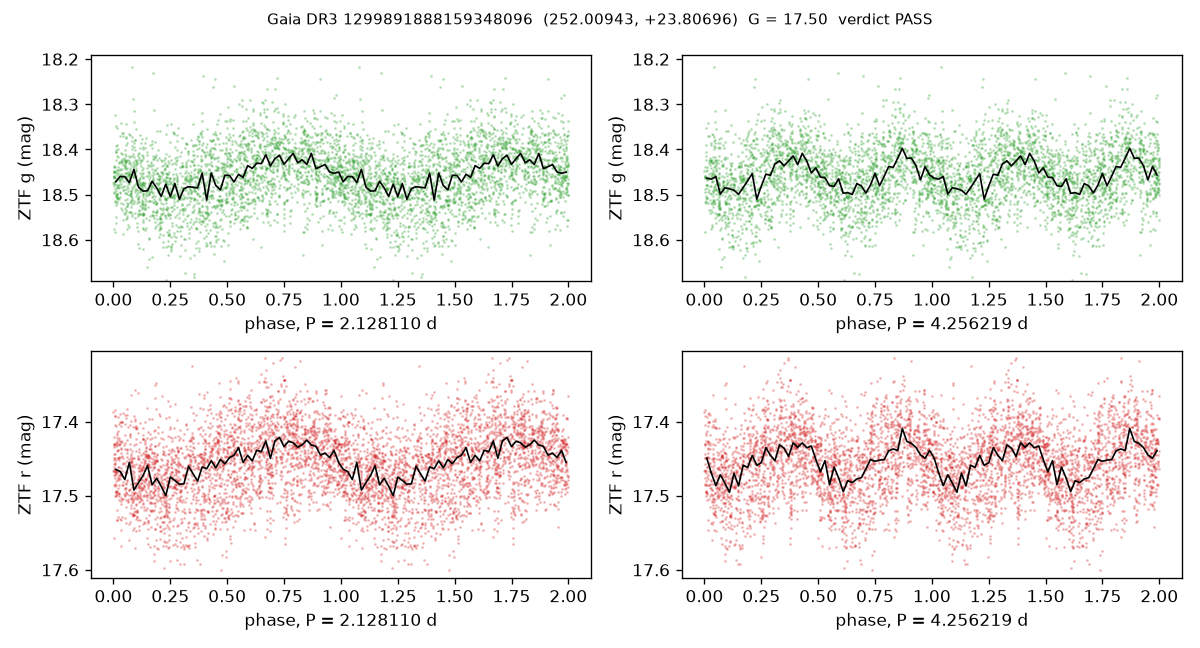 Gaia DR3 1299891888159348096  (252.00943, +23.80696)  G = 17.50  verdict PASS
ZTF g (mag)
18.2
18.3
18.4
18.5
18.6
0.00 0.25 0.50 0.75 1.00 1.25 1.50 1.75 2.00
phase, P = 2.128110 d
ZTF g (mag)
18.2
18.3
18.4
18.5
18.6
0.00 0.25 0.50 0.75 1.00 1.25 1.50 1.75 2.00
phase, P = 4.256219 d
ZTF r (mag)
17.4
17.5
17.6
0.00 0.25 0.50 0.75 1.00 1.25 1.50 1.75 2.00
phase, P = 2.128110 d
ZTF r (mag)
17.4
17.5
17.6
0.00 0.25 0.50 0.75 1.00 1.25 1.50 1.75 2.00
phase, P = 4.256219 d